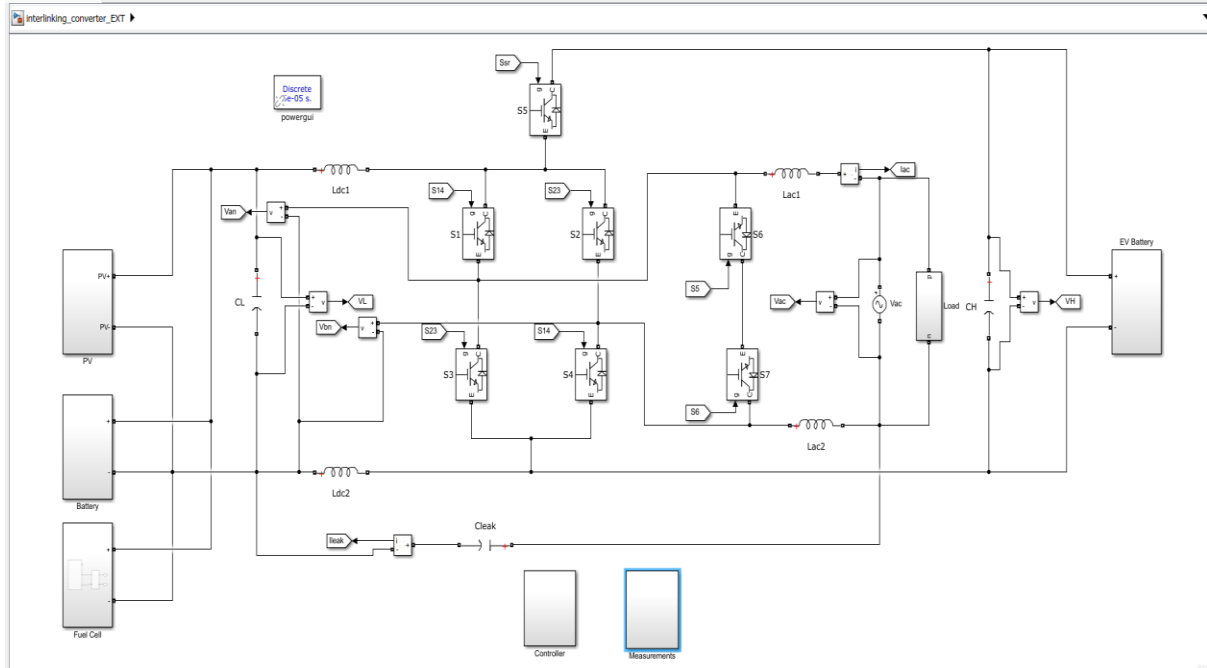 interlinking_converter_EXT
Ssr
g
C
S5
E
Discrete
e-05 s.
powergui
Ldc1
S14
S23
Van
+
-
v
g
C
S1
E
g
C
S2
E
Lac1
+
i
-
Iac
E
S6
g
C
S5
PV+
PV-
PV
CL
+
-
v
VL
Vbn
v
+
-
S23
S14
g
C
S3
E
g
C
S4
E
Vac
v
+
-
Vac
p
Load
n
CH
+
-
v
VH
EV Battery
+
-
E
S7
g
C
S6
Lac2
+
-
Battery
Ldc2
+
-
Fuel Cell
Ileak
i
-
+
Cleak
Controller
Measurements